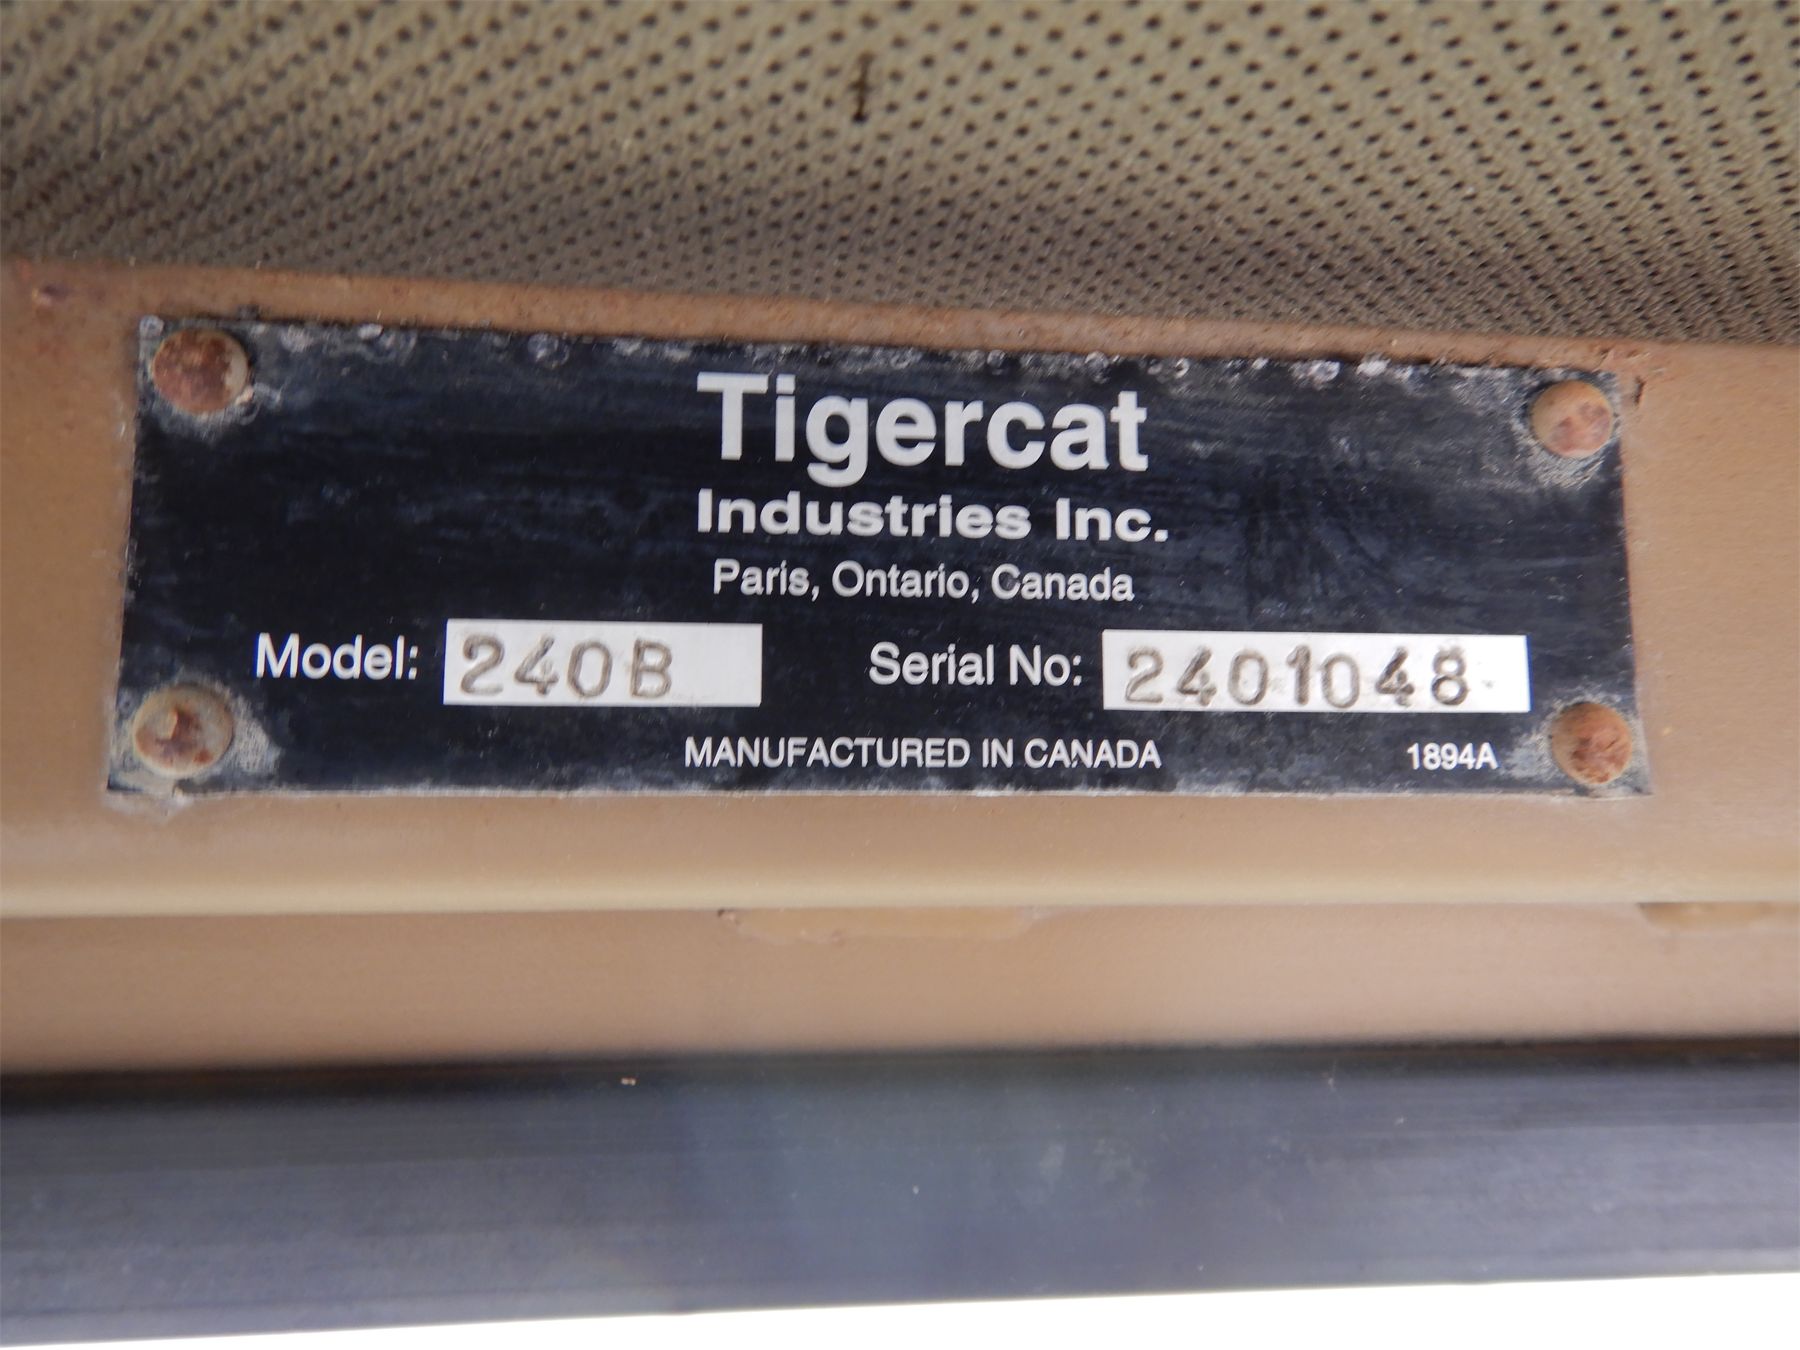 Tigercat
Industries Inc.
Paris, Ontario, Canada
Model: 240B Serial No: 2401048
MANUFACTURED IN CANADA 1894A